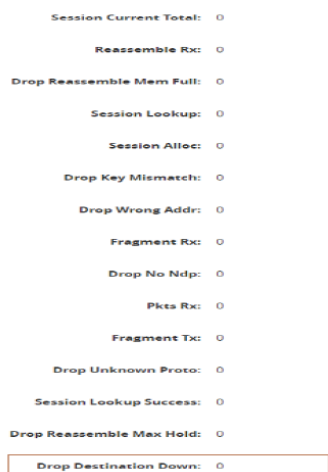 Session Current Total: 0
Reassemble Rx: 0
Drop Reassemble Mem Full: 0
Session Lookup: 0
Session Alloc: 0
Drop Key Mismatch: 0
Drop Wrong Addr: 0
Fragment Rx: 0
Drop No Ndp: 0
Pkts Rx: 0
Fragment Tx: 0
Drop Unknown Proto: 0
Session Lookup Success: 0
Drop Reassemble Max Hold: 0
Drop Destination Down: 0